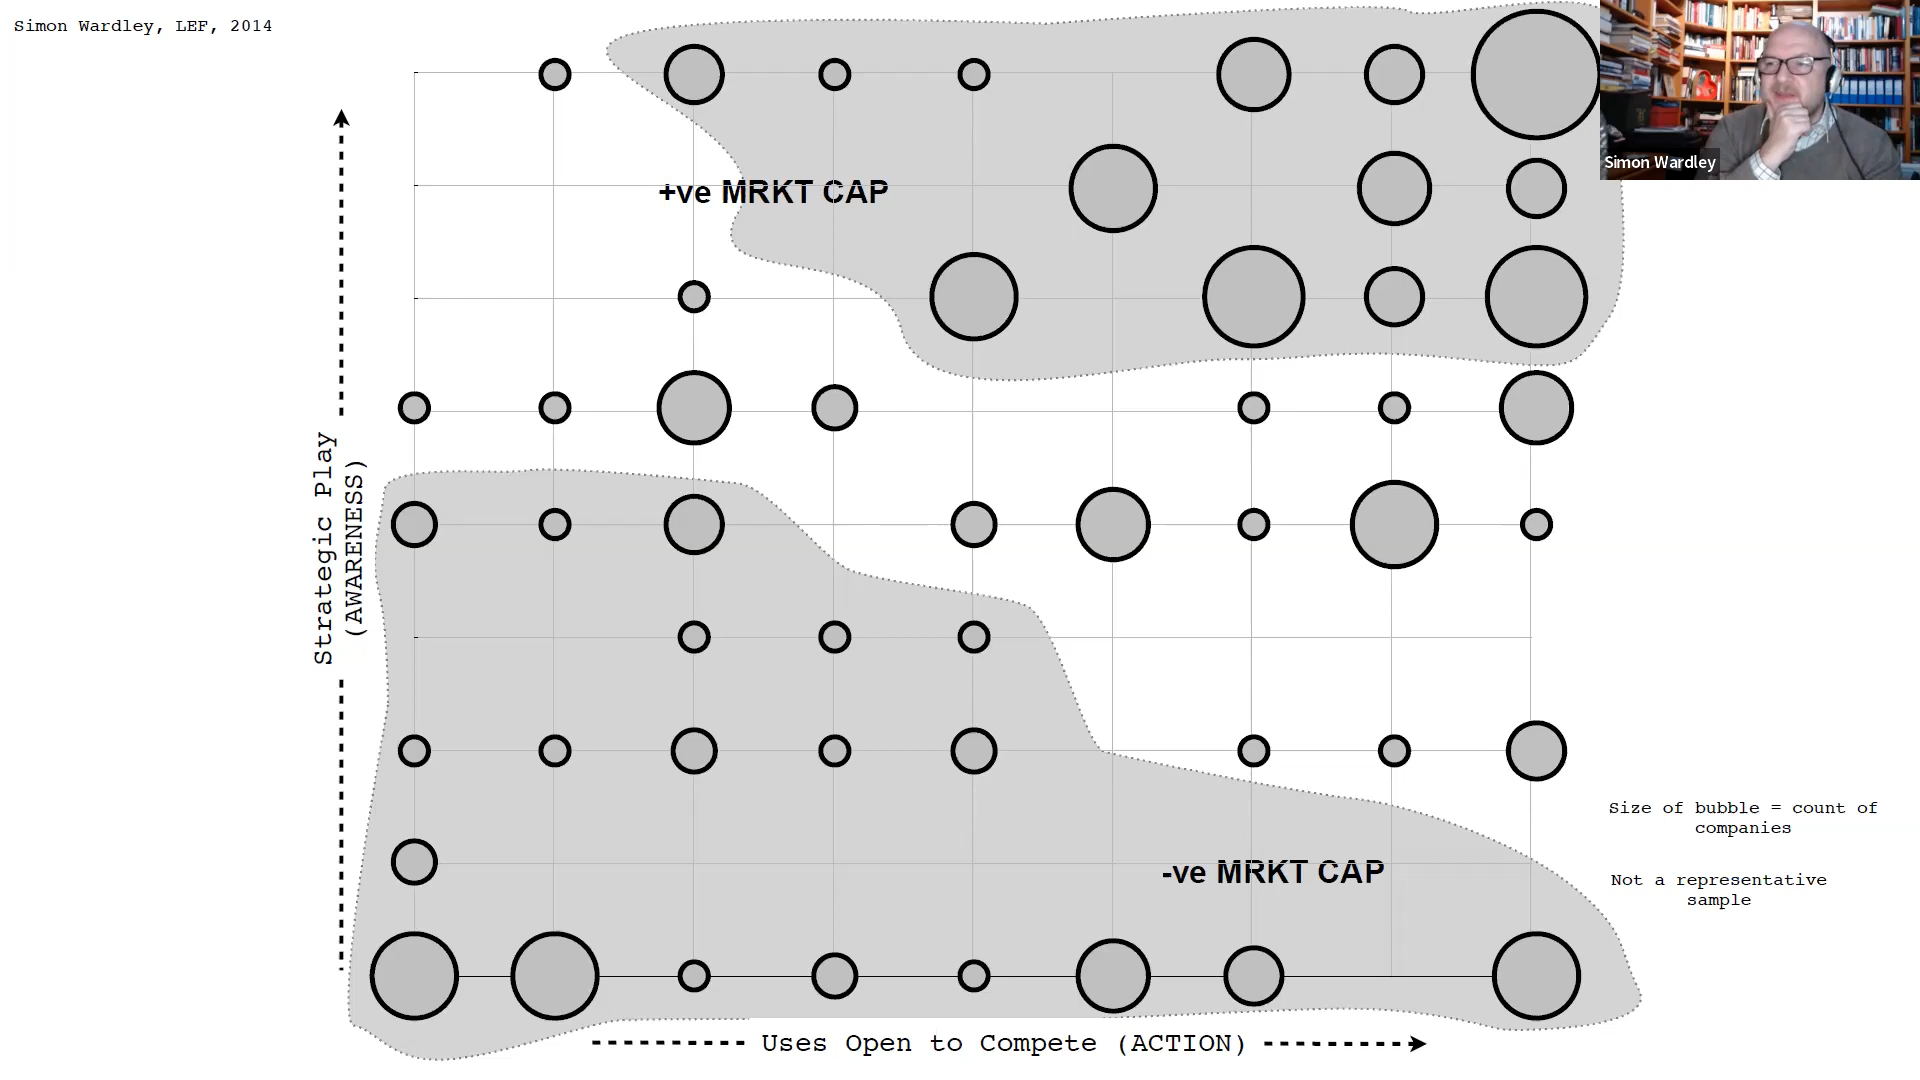 Simon Wardley, LEF, 2014
Simon Wardley
+ve MRKT CAP
Strategic Play
(AWARENESS)
Size of bubble = count of
companies
-ve MRKT CAP
Not a representative
sample
Uses Open to Compete (ACTION)